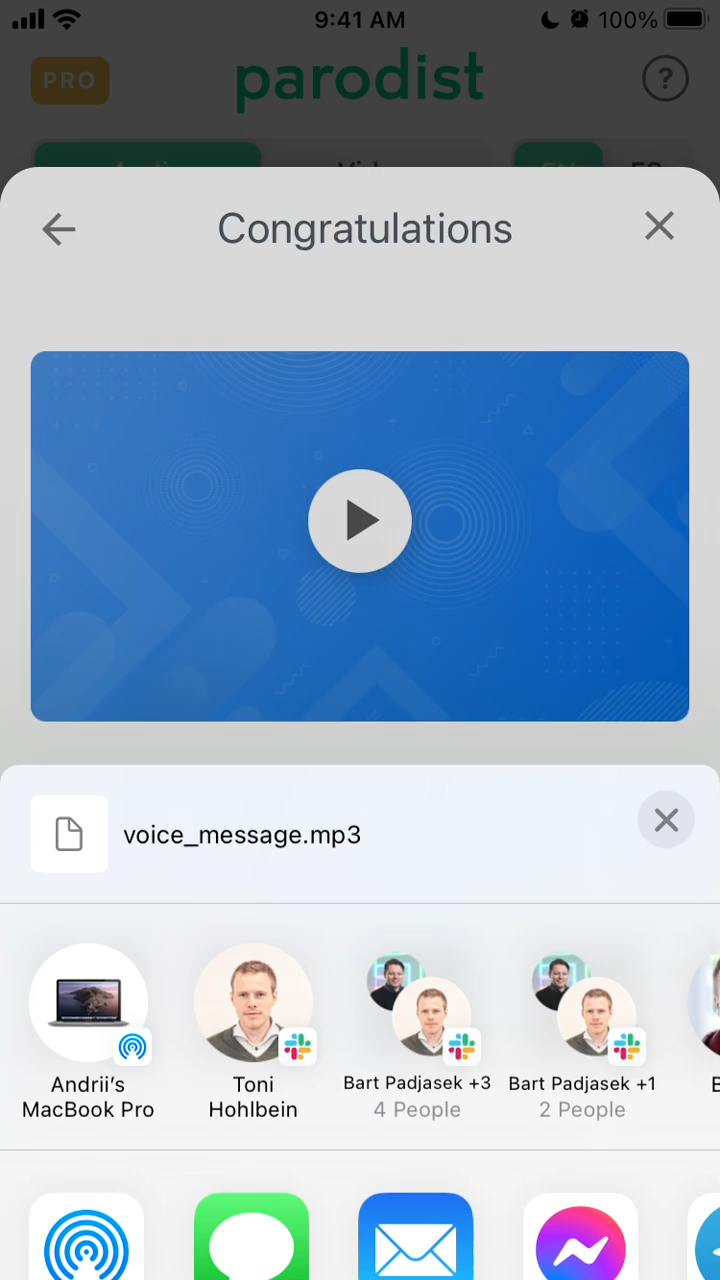 9:41 AM
100%
PRO
parodist
?
Congratulations
voice_message.mp3
Andrii's
MacBook Pro
Toni
Hohlbein
Bart Padjasek +3
4 People
Bart Padjasek +1
2 People
B